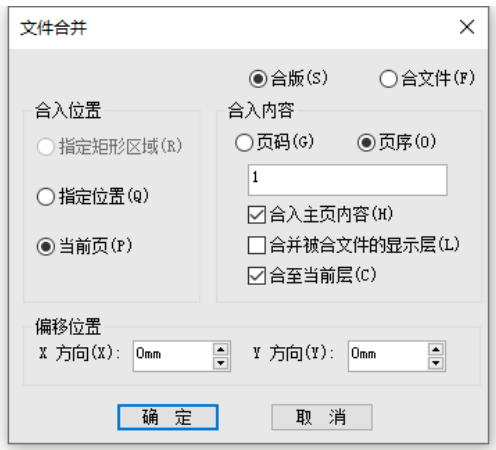 文件合并
合版(S) 合文件(F)
合入位置
指定矩形区域(R)
指定位置(Q)
当前页(P)
合入内容
页码(G) 页序(O)
1
合入主页内容(H)
合并被合文件的显示层(L)
合至当前层(C)
偏移位置
X 方向(X): 0mm Y 方向(Y): 0mm
确 定 取 消